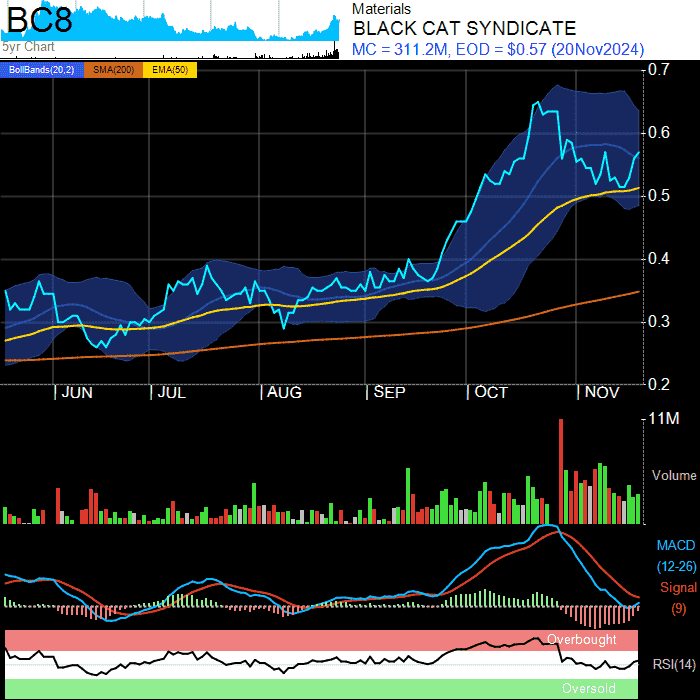 BC8
5yr Chart
Materials
BLACK CAT SYNDICATE
MC = 311.2M, EOD = $0.57 (20Nov2024)
BollBands(20,2) SMA(200) EMA(50)
0.7
0.6
0.5
0.4
0.3
0.2
JUN JUL AUG SEP OCT NOV
11M
Volume
MACD
(12-26)
Signal
(9)
Overbought
RSI(14)
Oversold